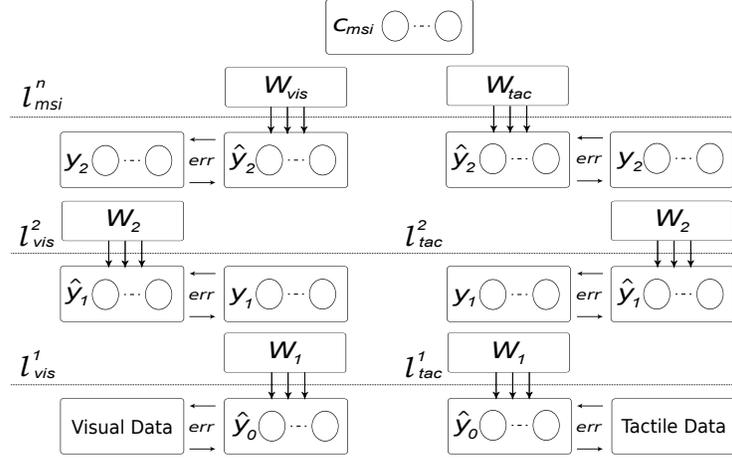 c_msi ...
W_vis W_tac
l^n_msi
y_2 ... err ŷ_2 ... ŷ_2 ... err y_2 ...
W_2 W_2
l^2_vis l^2_tac
ŷ_1 ... err y_1 ... y_1 ... err ŷ_1 ...
W_1 W_1
l^1_vis l^1_tac
Visual Data err ŷ_0 ... ŷ_0 ... err Tactile Data